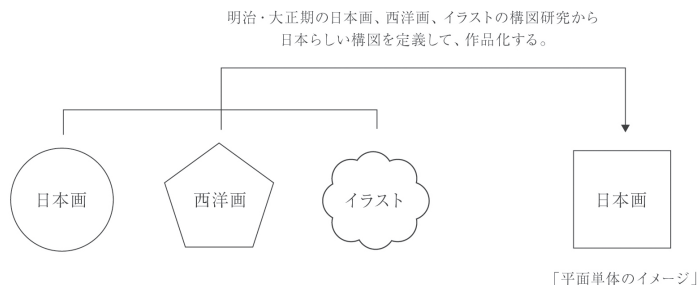 明治・大正期の日本画、西洋画、イラストの構図研究から
日本らしい構図を定義して、作品化する。
日本画
西洋画
イラスト
日本画
「平面単体のイメージ」